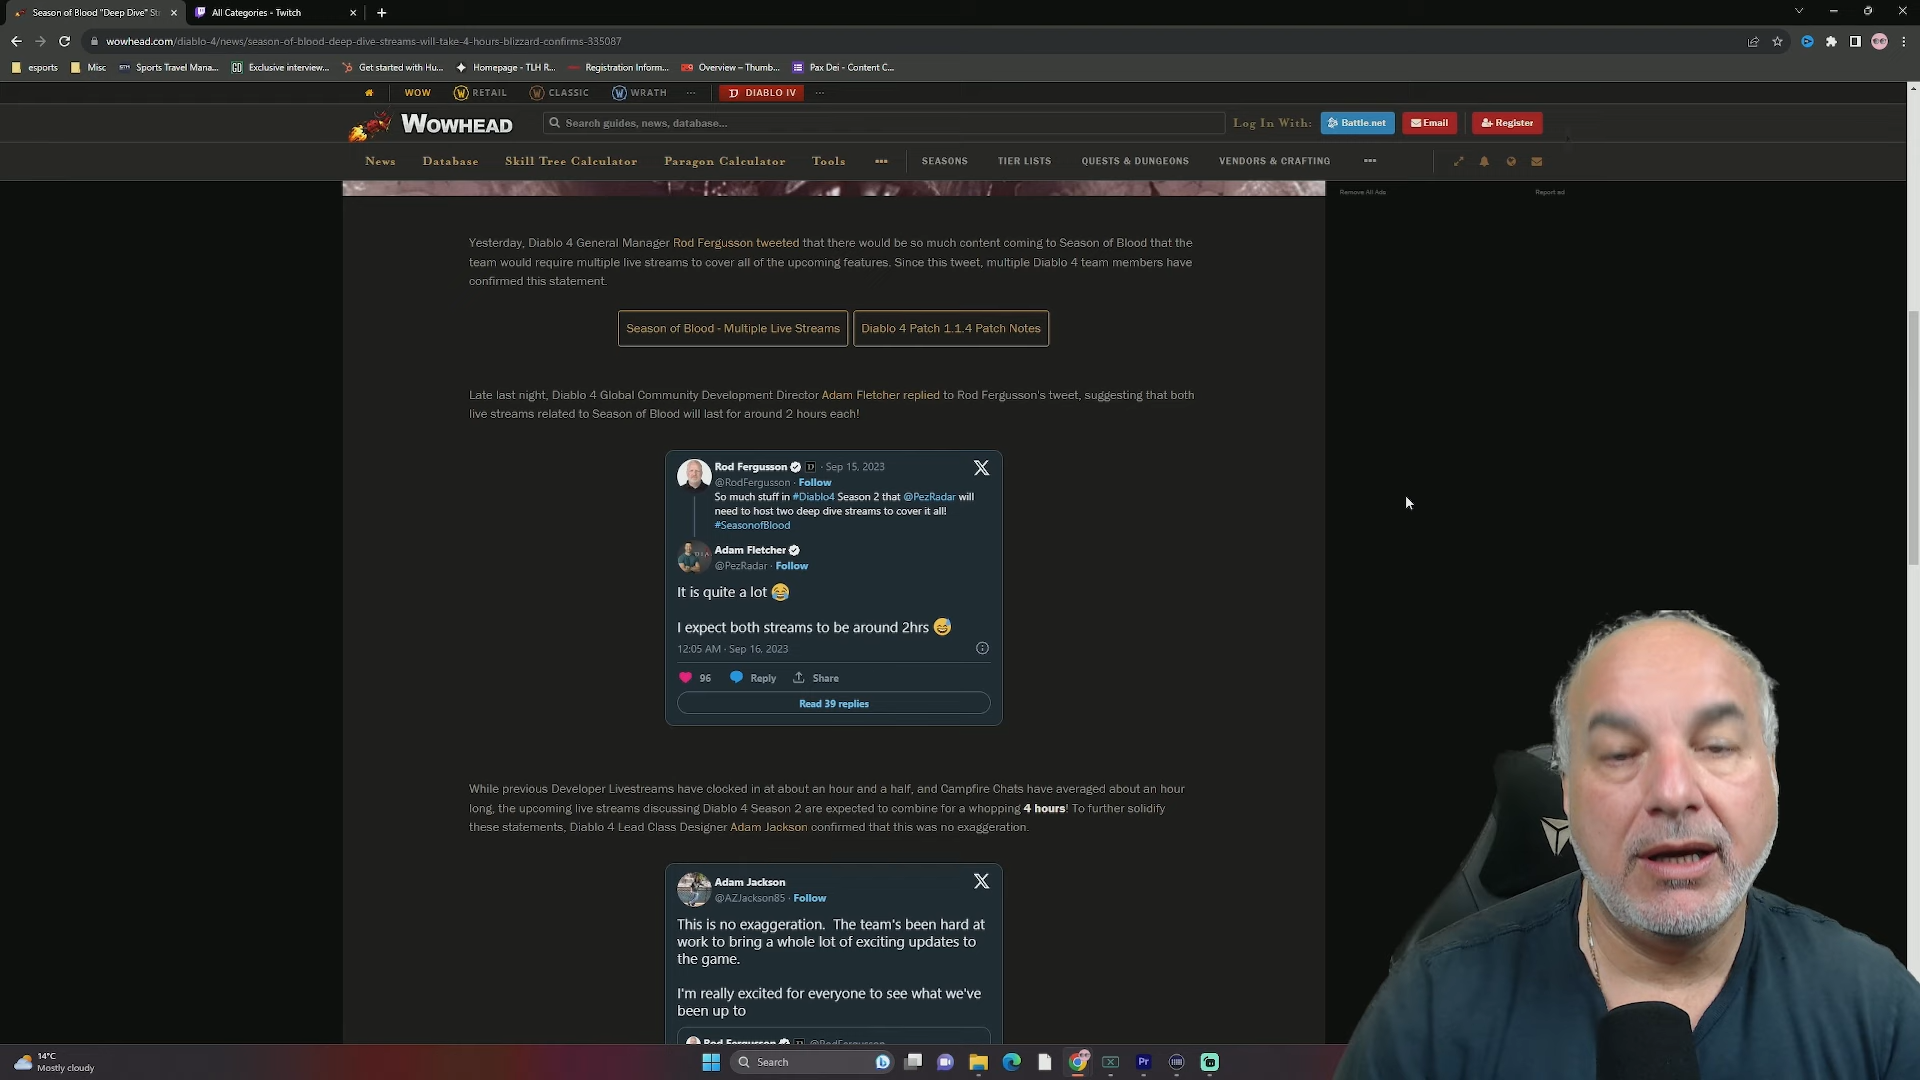 Season of Blood "Deep Dive" St
All Categories - Twitch
wowhead.com/diablo-4/news/season-of-blood-deep-dive-streams-will-take-4-hours-blizzard-confirms-335087
esports
Misc
Sports Travel Mana...
Exclusive interview...
Get started with Hu...
Homepage - TLH R...
Registration Inform...
Overview – Thumb...
Pax Dei - Content C...
WOW
RETAIL
CLASSIC
WRATH
DIABLO IV
WOWHEAD
Search guides, news, database...
Log In With:
Battle.net
Email
Register
News
Database
Skill Tree Calculator
Paragon Calculator
Tools
SEASONS
TIER LISTS
QUESTS & DUNGEONS
VENDORS & CRAFTING
Remove All Ads
Report ad
Yesterday, Diablo 4 General Manager Rod Fergusson tweeted that there would be so much content coming to Season of Blood that the
team would require multiple live streams to cover all of the upcoming features. Since this tweet, multiple Diablo 4 team members have
confirmed this statement.
Season of Blood - Multiple Live Streams
Diablo 4 Patch 1.1.4 Patch Notes
Late last night, Diablo 4 Global Community Development Director Adam Fletcher replied to Rod Fergusson's tweet, suggesting that both
live streams related to Season of Blood will last for around 2 hours each!
Rod Fergusson · Sep 15, 2023
@RodFergusson · Follow
So much stuff in #Diablo4 Season 2 that @PezRadar will
need to host two deep dive streams to cover it all!
#SeasonofBlood
Adam Fletcher
@PezRadar · Follow
It is quite a lot 😂
I expect both streams to be around 2hrs 😅
12:05 AM · Sep 16, 2023
96
Reply
Share
Read 39 replies
While previous Developer Livestreams have clocked in at about an hour and a half, and Campfire Chats have averaged about an hour
long, the upcoming live streams discussing Diablo 4 Season 2 are expected to combine for a whopping 4 hours! To further solidify
these statements, Diablo 4 Lead Class Designer Adam Jackson confirmed that this was no exaggeration.
Adam Jackson
@AZJackson85 · Follow
This is no exaggeration. The team's been hard at
work to bring a whole lot of exciting updates to
the game.
I'm really excited for everyone to see what we've
been up to
Rod Fergusson @RodFergusson
14°C
Mostly cloudy
Search
Pr